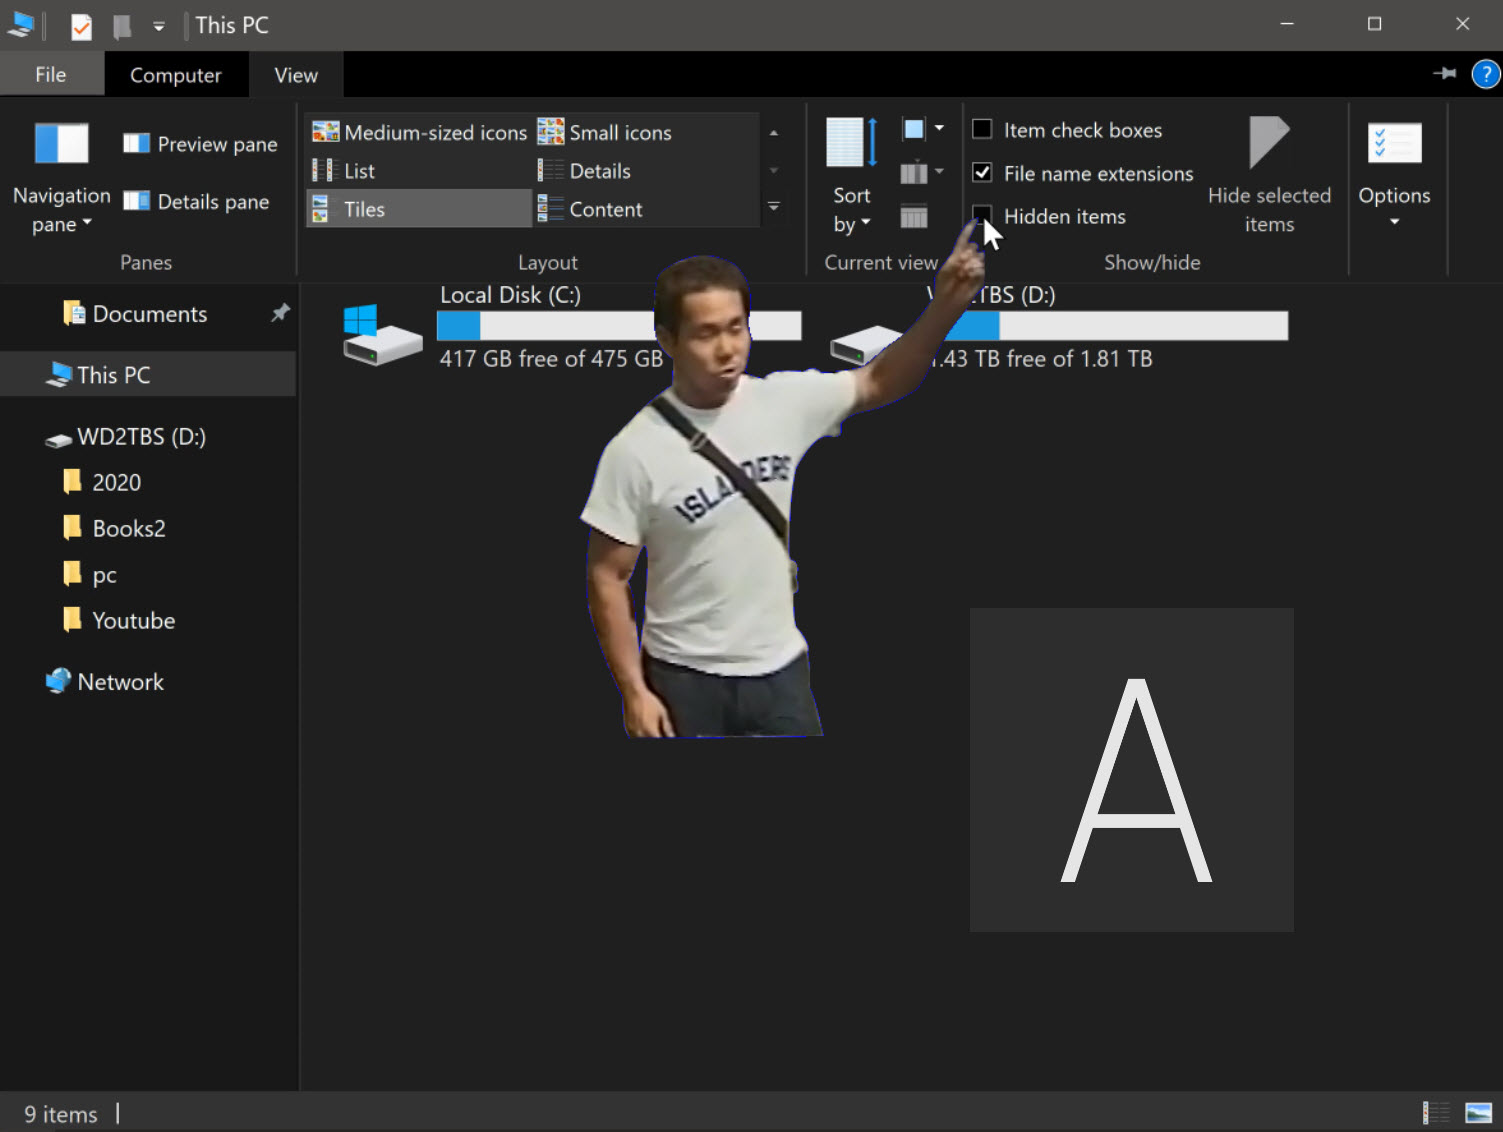 This PC
File
Computer
View
?
Navigation
pane
Preview pane
Details pane
Panes
Medium-sized icons
Small icons
List
Details
Tiles
Content
Layout
Sort
by
Current view
Item check boxes
File name extensions
Hidden items
Hide selected
items
Show/hide
Options
Documents
This PC
WD2TBS (D:)
2020
Books2
pc
Youtube
Network
Local Disk (C:)
417 GB free of 475 GB
TBS (D:)
.43 TB free of 1.81 TB
ISLANDERS
A
9 items